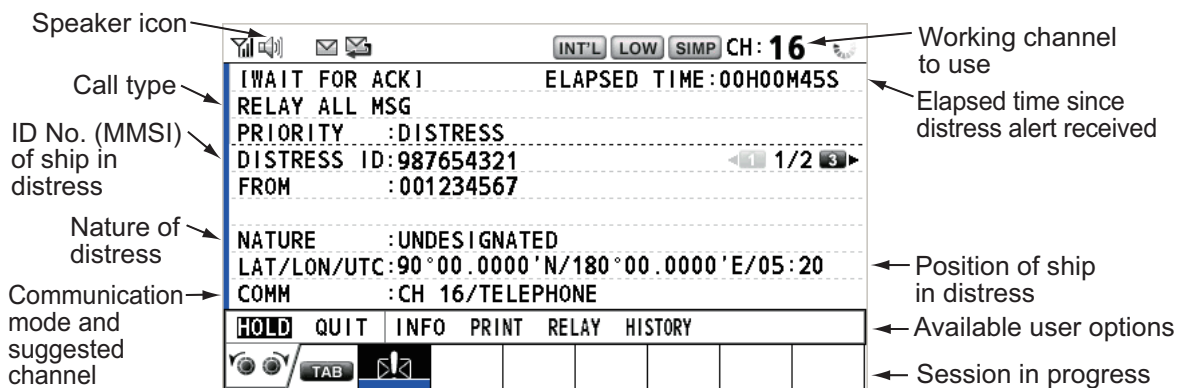 Speaker icon
INT'L LOW SIMP CH: 16
Working channel
to use
[WAIT FOR ACK] ELAPSED TIME:00H00M45S
Call type
RELAY ALL MSG
Elapsed time since
distress alert received
PRIORITY :DISTRESS
ID No. (MMSI)
of ship in
distress
DISTRESS ID:987654321 1 1/2 3
FROM :001234567
Nature of
distress
NATURE :UNDESIGNATED
LAT/LON/UTC:90°00.0000'N/180°00.0000'E/05:20
Position of ship
in distress
Communication
mode and
suggested
channel
COMM :CH 16/TELEPHONE
HOLD QUIT INFO PRINT RELAY HISTORY
Available user options
TAB
Session in progress